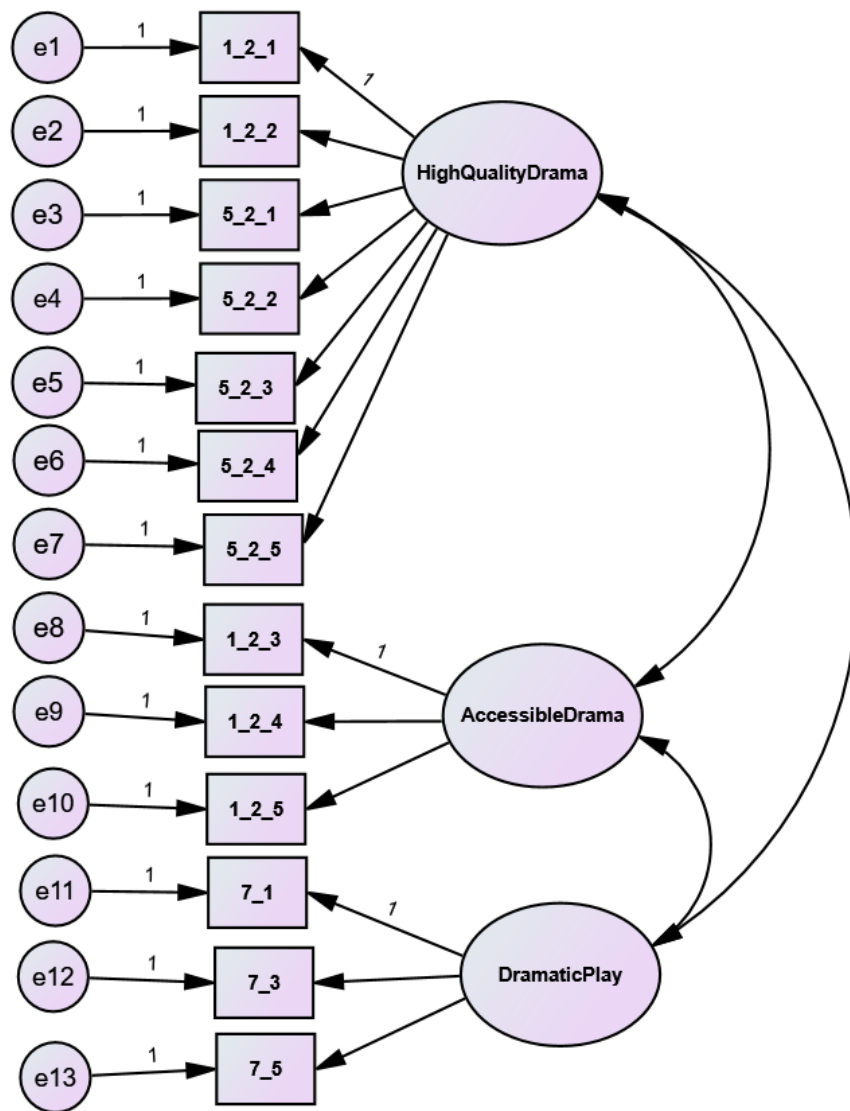 e1 1 1_2_1
1
e2 1 1_2_2
HighQualityDrama
e3 1 5_2_1
e4 1 5_2_2
e5 1 5_2_3
e6 1 5_2_4
e7 1 5_2_5
e8 1 1_2_3
1
e9 1 1_2_4
AccessibleDrama
e10 1 1_2_5
e11 1 7_1
1
e12 1 7_3
DramaticPlay
e13 1 7_5